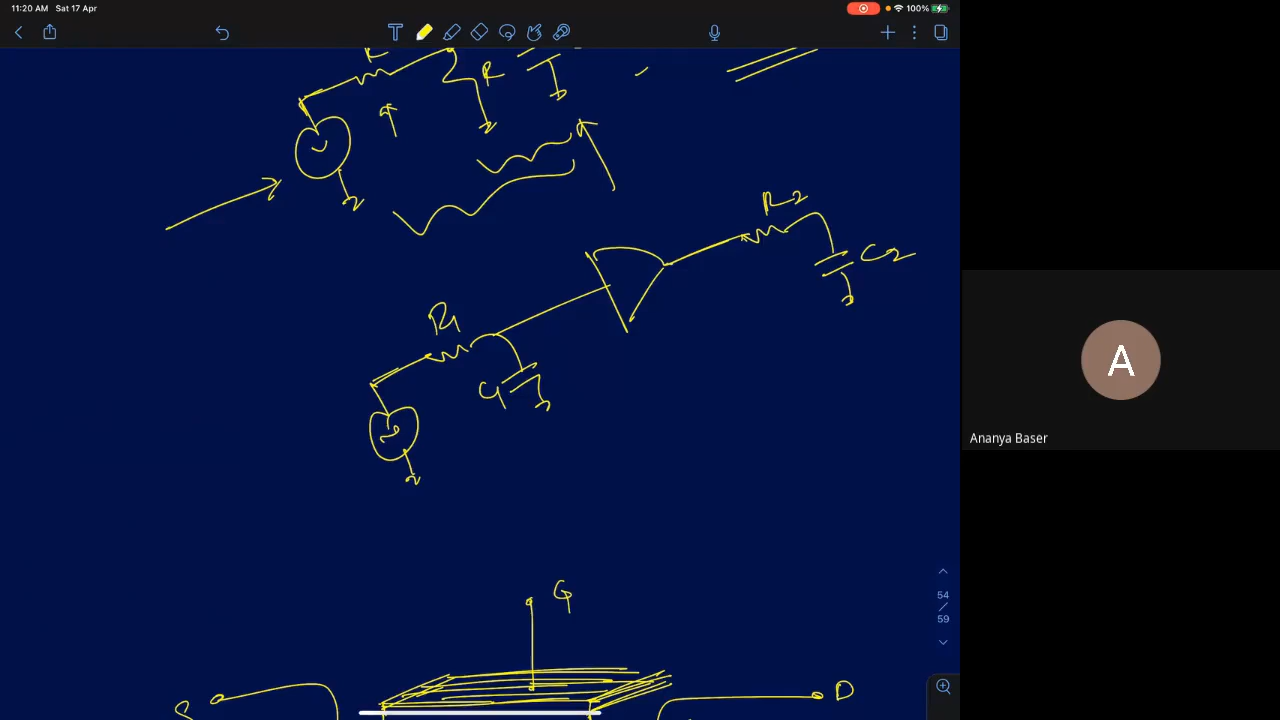 11:20 AM Sat 17 Apr
100%
R
R
R2
C2
R1
C1
G
S
D
54
/
59
A
Ananya Baser